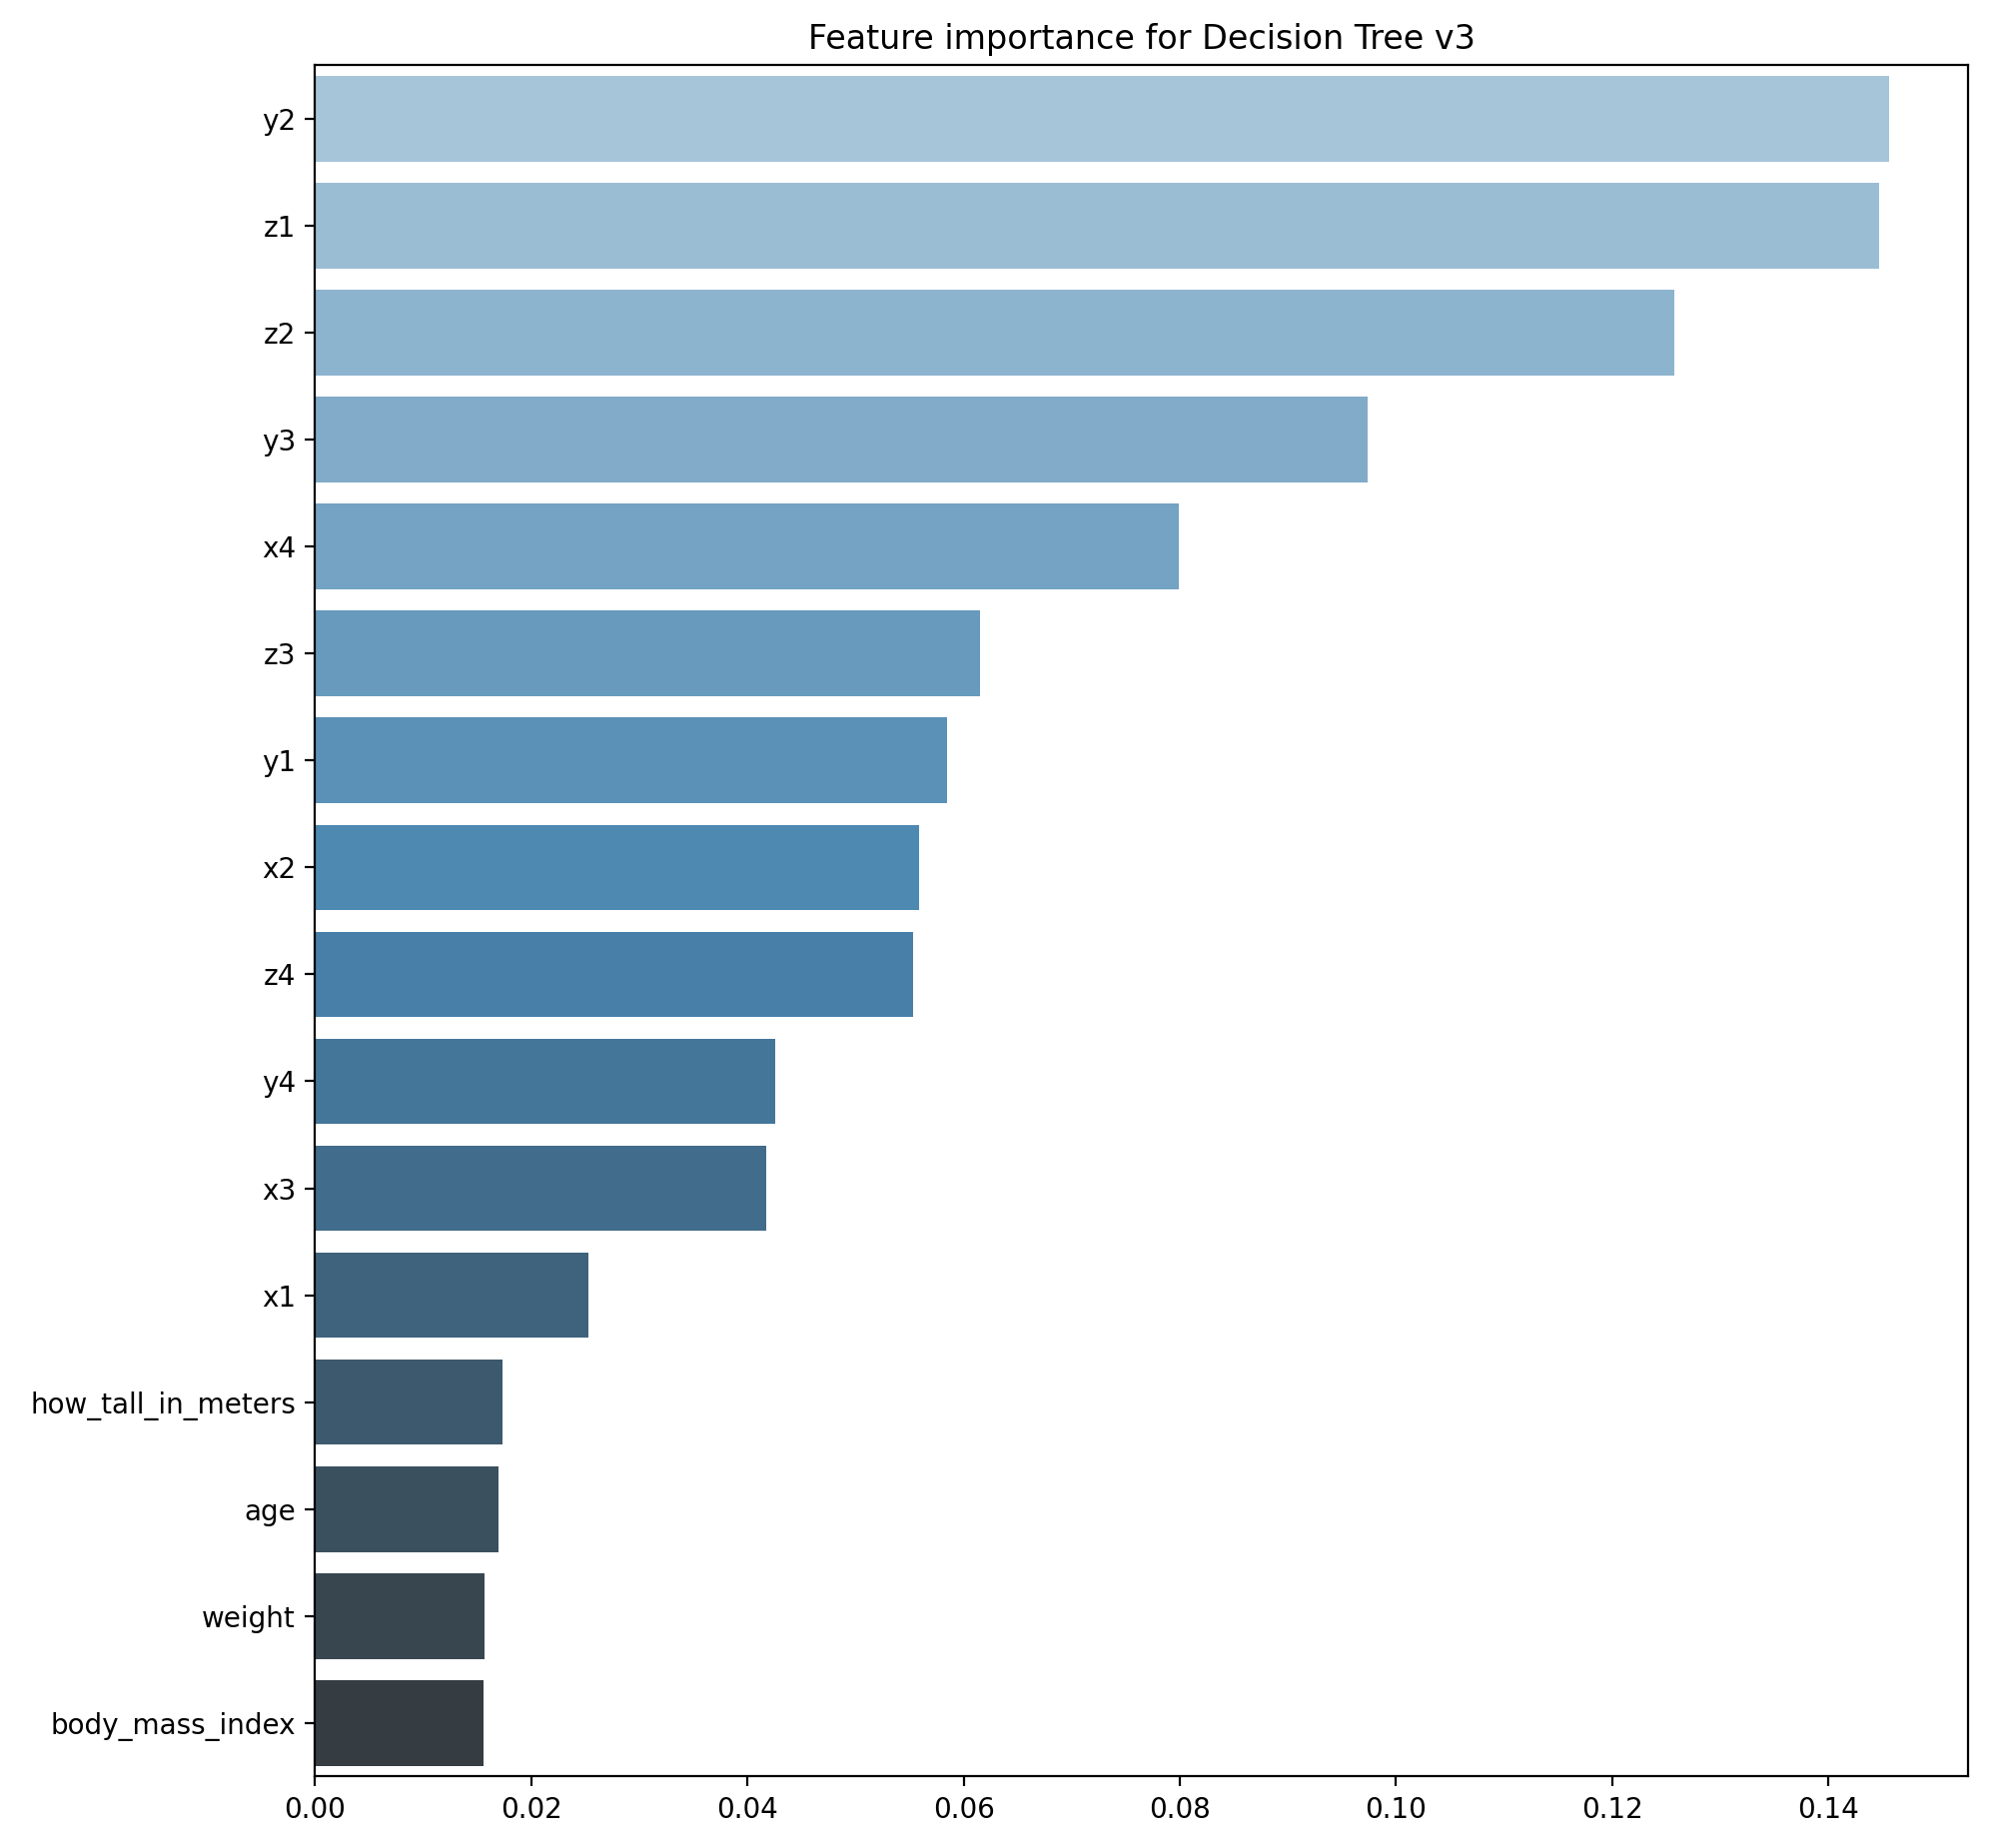 Feature importance for Decision Tree v3
y2
z1
z2
y3
x4
z3
y1
x2
z4
y4
x3
x1
how_tall_in_meters
age
weight
body_mass_index
0.00 0.02 0.04 0.06 0.08 0.10 0.12 0.14